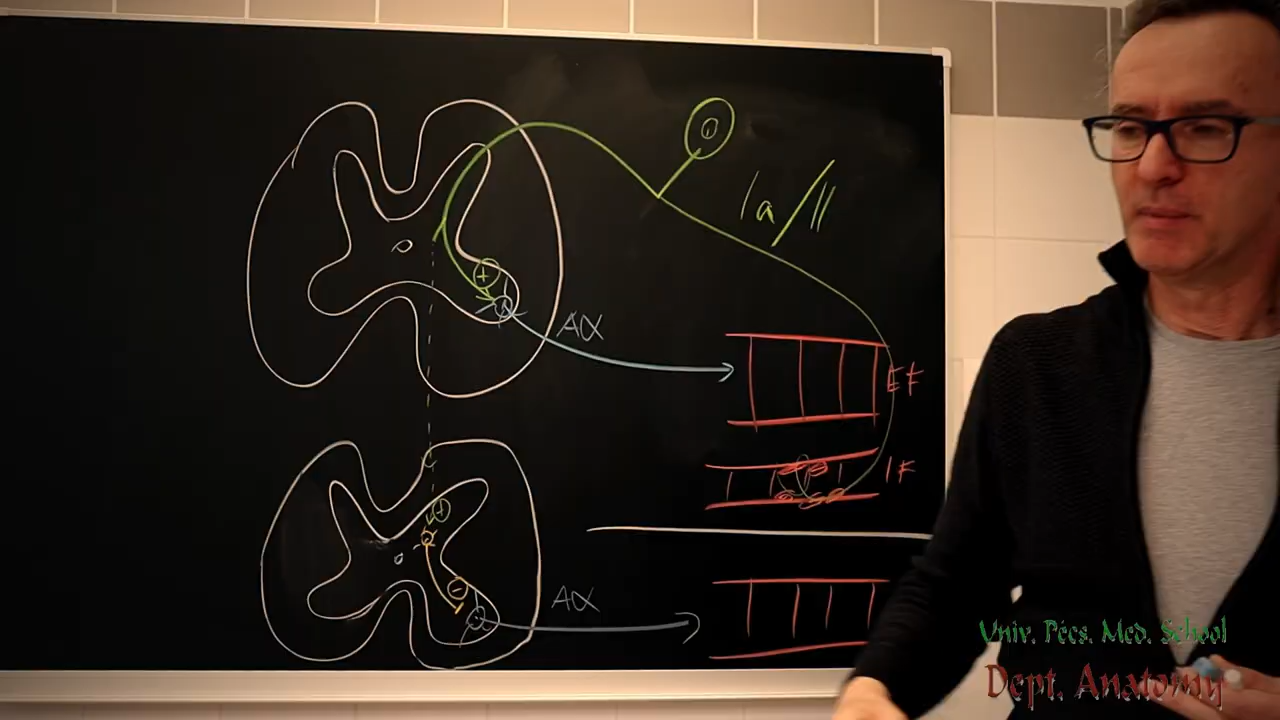 Ia/II
+
Aα
EF
IF
+
-
Aα
Univ. Pécs. Med. School
Dept. Anatomy